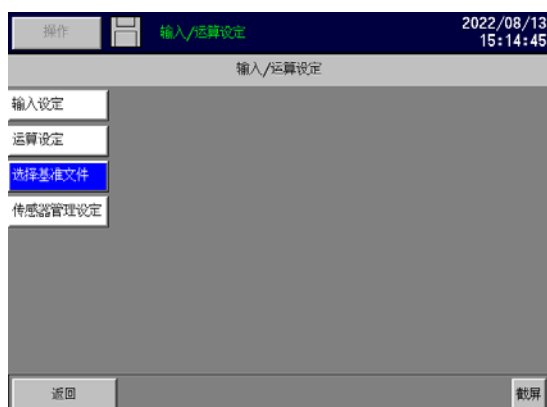 操作
输入/运算设定
2022/08/13
15:14:45
输入/运算设定
输入设定
运算设定
选择基准文件
传感器管理设定
返回
截屏